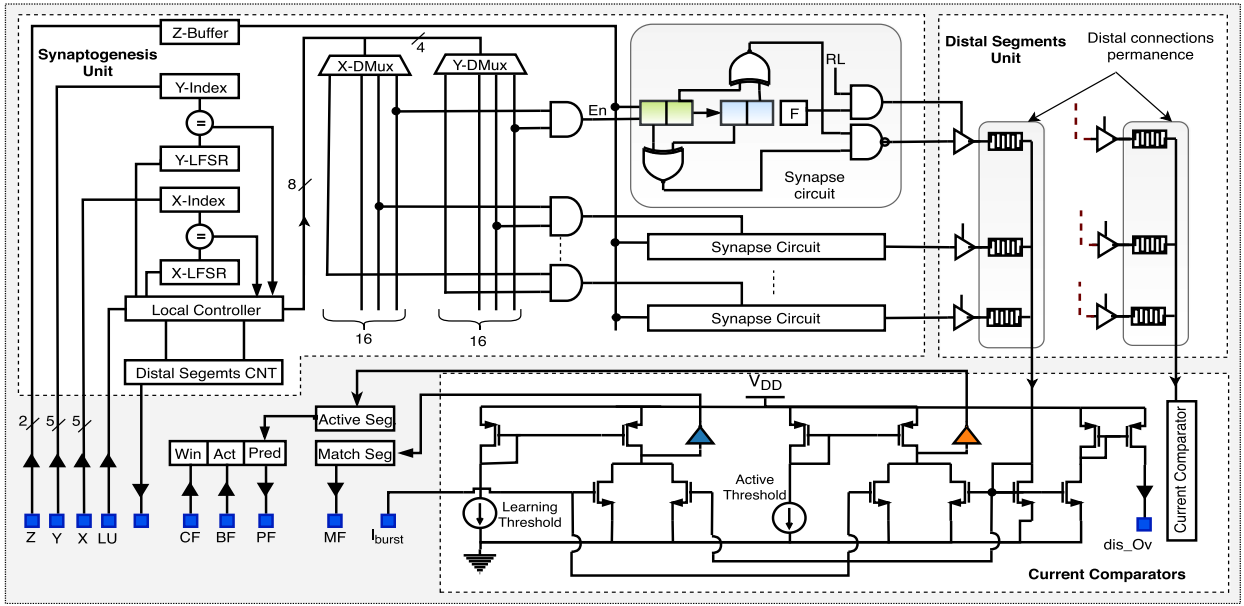 Synaptogenesis
Unit
Z-Buffer
Y-Index
=
Y-LFSR
X-Index
=
X-LFSR
Local Controller
Distal Segemts CNT
8
4
X-DMux
Y-DMux
16
16
En
F
RL
Synapse
circuit
Synapse Circuit
Synapse Circuit
Distal Segments
Unit
Distal connections
permanence
2
5
5
Z
Y
X
LU
Win
Act
Pred
CF
BF
PF
Active Seg
Match Seg
MF
Iburst
VDD
Learning
Threshold
Active
Threshold
dis_Ov
Current Comparator
Current Comparators